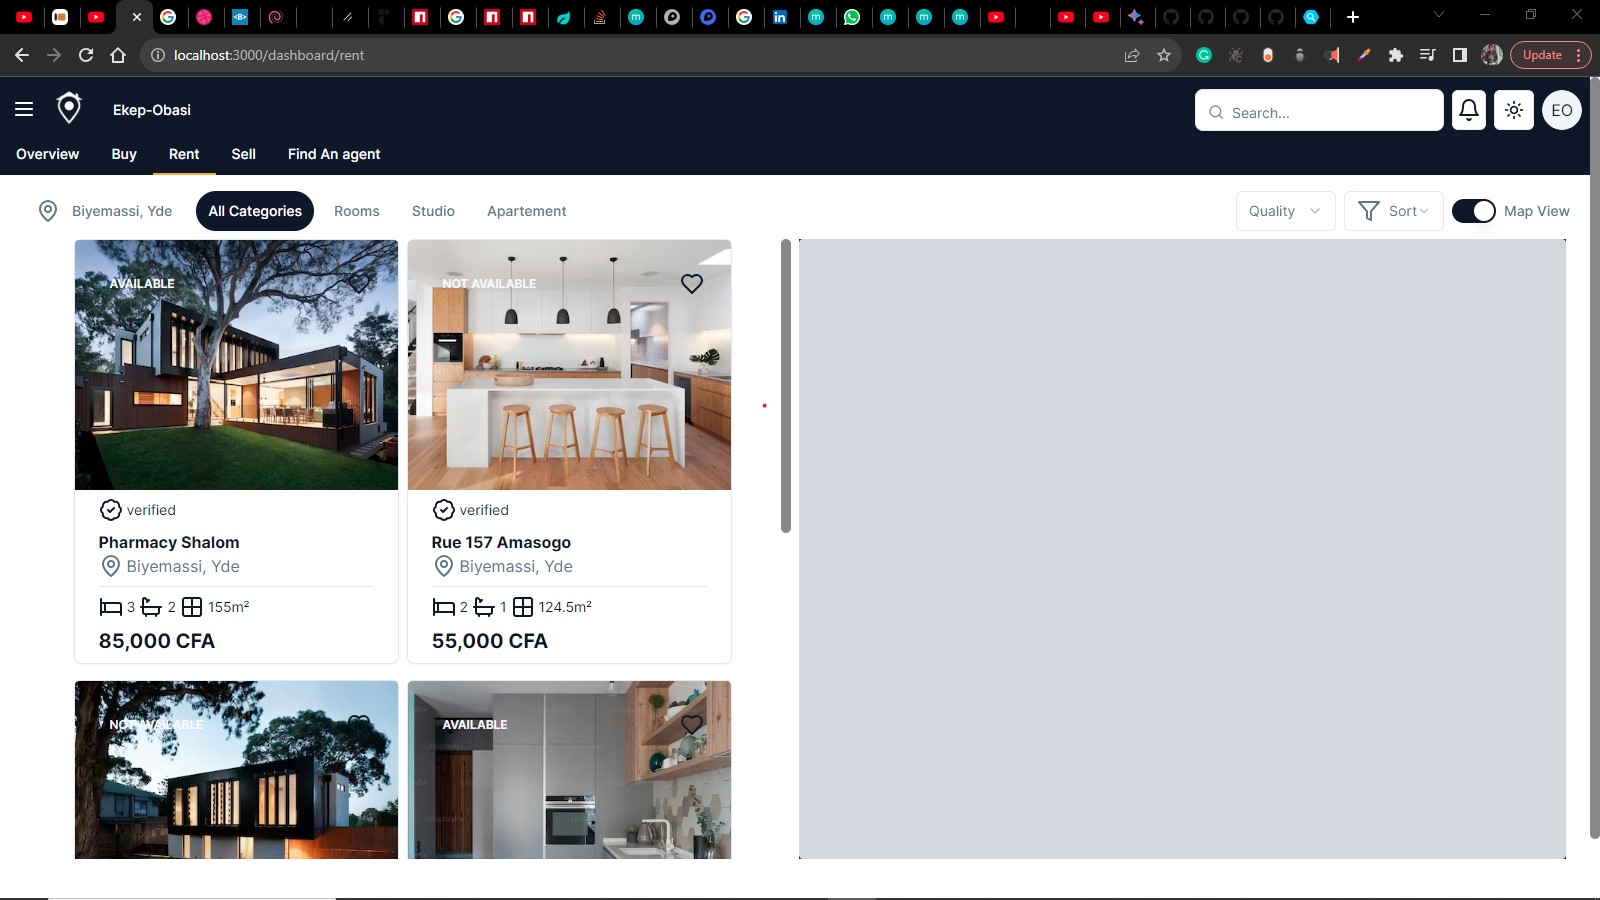 localhost:3000/dashboard/rent
Update
Ekep-Obasi
Search...
EO
Overview
Buy
Rent
Sell
Find An agent
Biyemassi, Yde
All Categories
Rooms
Studio
Apartement
Quality
Sort
Map View
AVAILABLE
NOT AVAILABLE
verified
verified
Pharmacy Shalom
Rue 157 Amasogo
Biyemassi, Yde
Biyemassi, Yde
3 2 155m²
2 1 124.5m²
85,000 CFA
55,000 CFA
NOT AVAILABLE
AVAILABLE